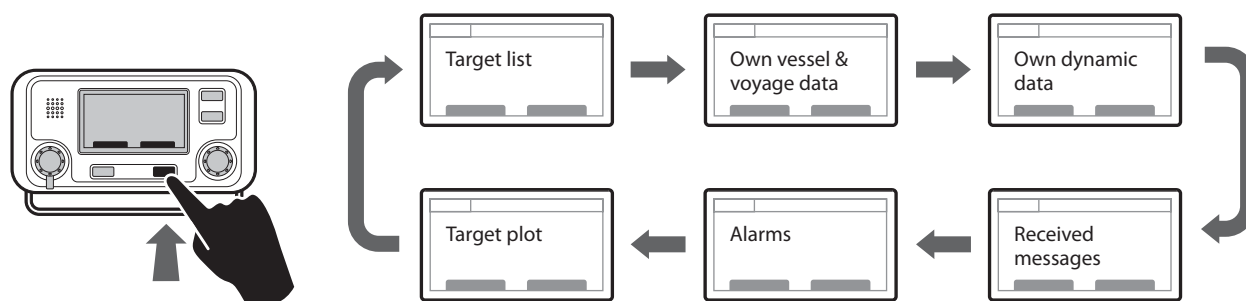 Target list
Own vessel &
voyage data
Own dynamic
data
Received
messages
Alarms
Target plot